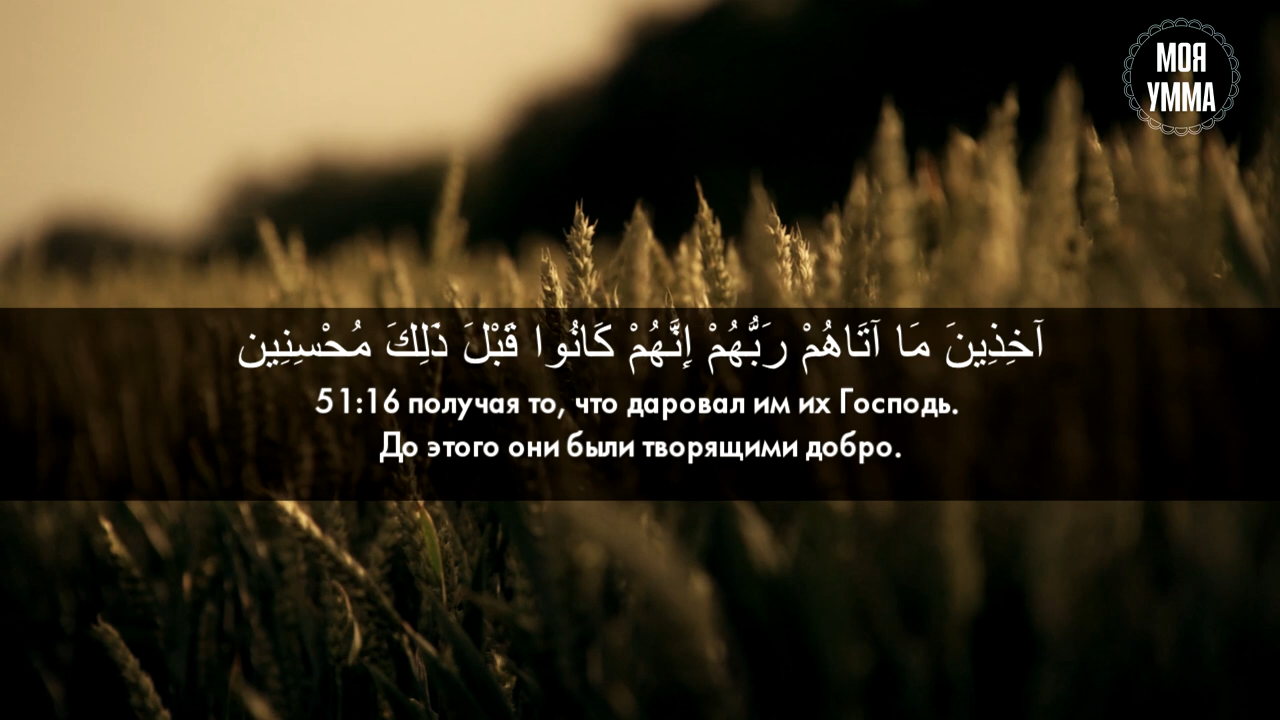 МОЯ
УММА
آخِذِينَ مَا آتَاهُمْ رَبُّهُمْ إِنَّهُمْ كَانُوا قَبْلَ ذَلِكَ مُحْسِنِين
51:16 получая то, что даровал им их Господь.
До этого они были творящими добро.